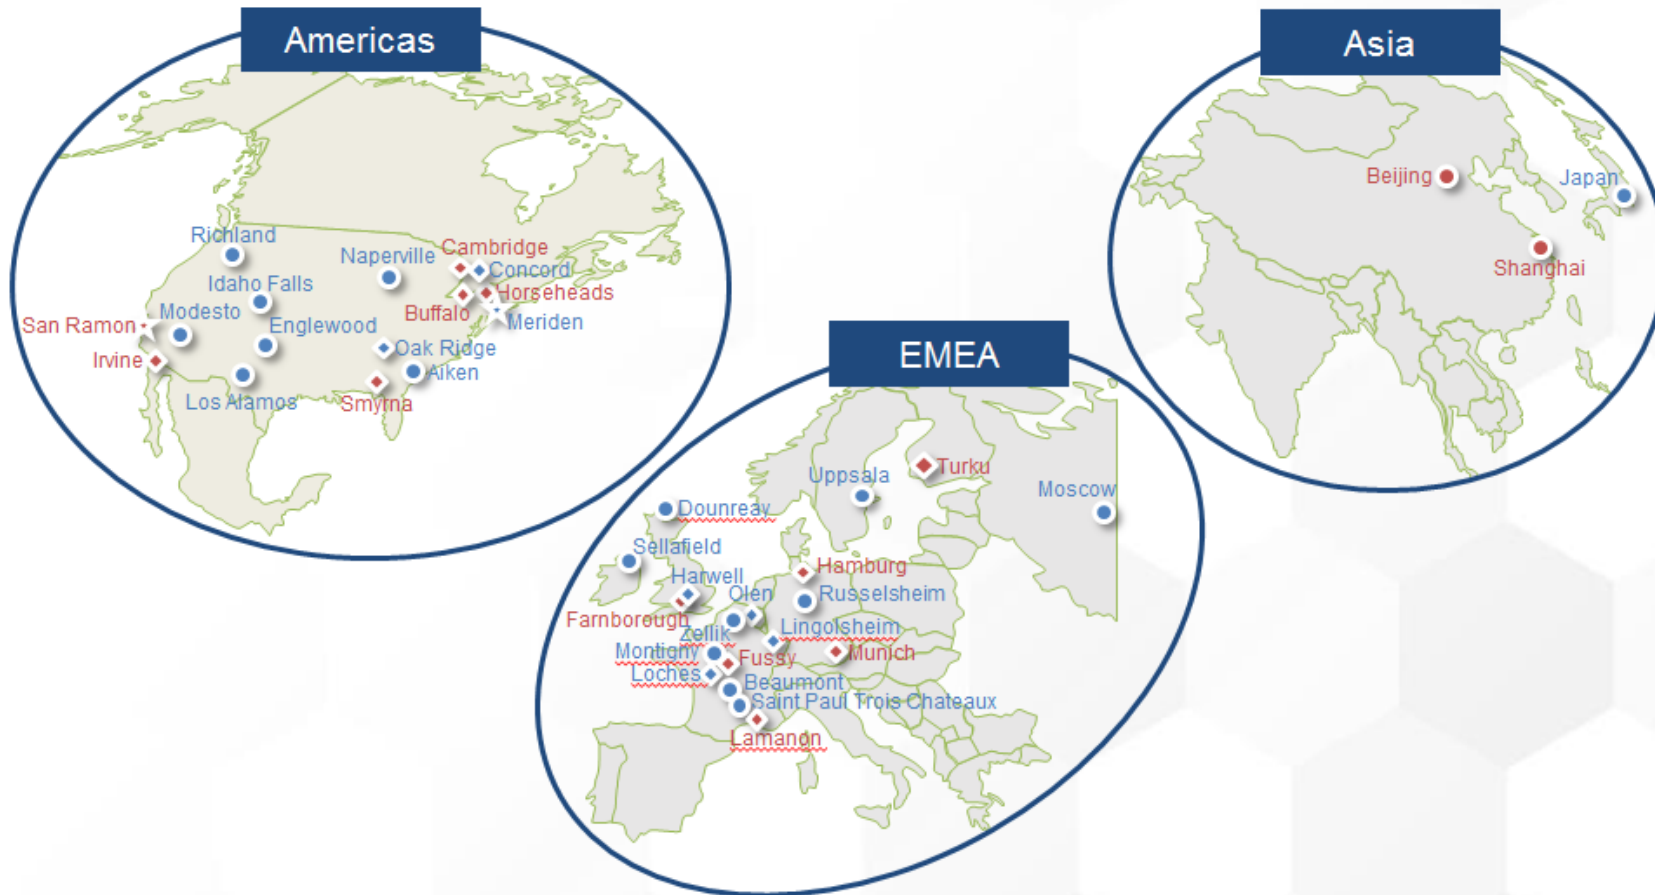 Americas
Asia
Richland
Naperville
Cambridge
Concord
Idaho Falls
Horseheads
Modesto
Buffalo
Meriden
San Ramon
Englewood
Irvine
Oak Ridge
Aiken
Los Alamos
Smyrna
Beijing
Japan
Shanghai
EMEA
Turku
Uppsala
Moscow
Dounreay
Sellafield
Hamburg
Harwell
Olen
Russelsheim
Farnborough
Zellik
Lingolsheim
Montigny
Fussy
Munich
Loches
Beaumont
Saint Paul Trois Chateaux
Lamanon